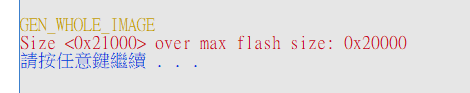 GEN_WHOLE_IMAGE
Size <0x21000> over max flash size: 0x20000
請按任意鍵繼續 . . .